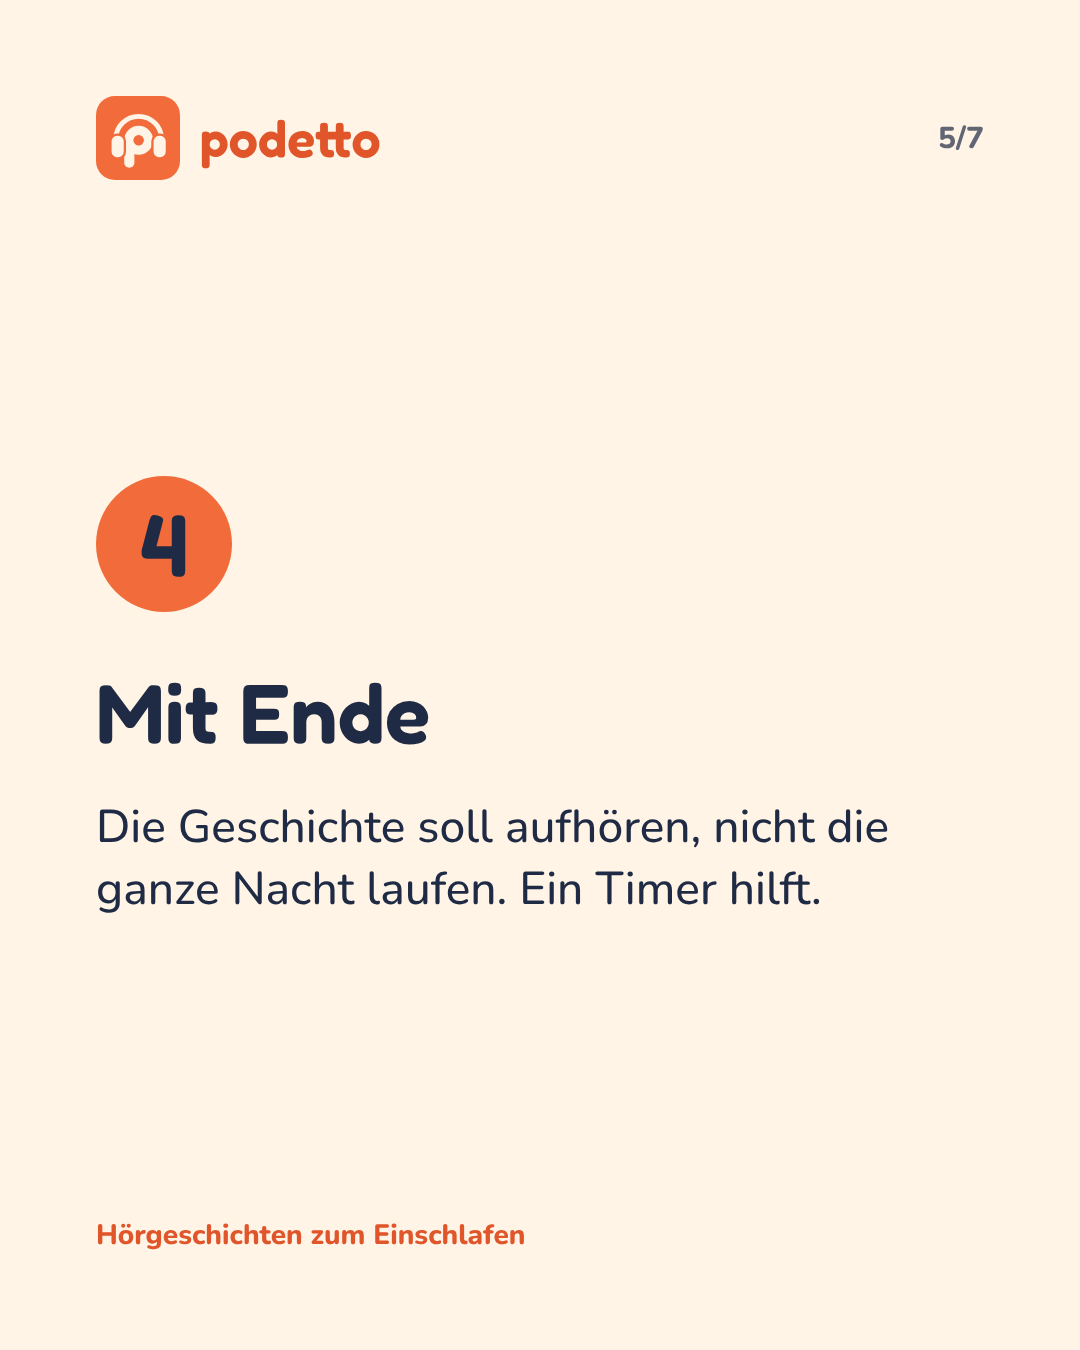 podetto
5/7
4
Mit Ende
Die Geschichte soll aufhören, nicht die
ganze Nacht laufen. Ein Timer hilft.
Hörgeschichten zum Einschlafen